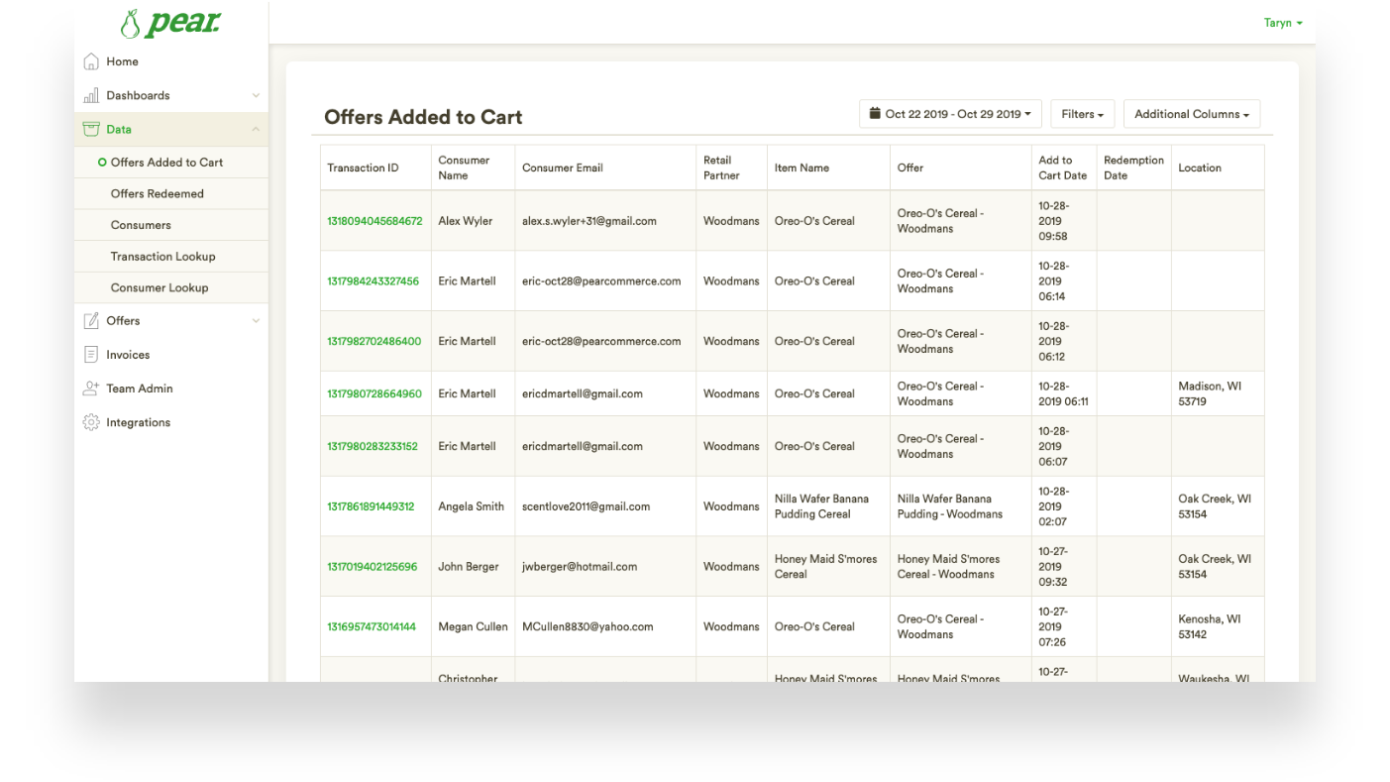 pear.
Taryn
Home
Dashboards
Data
Offers Added to Cart
Offers Redeemed
Consumers
Transaction Lookup
Consumer Lookup
Offers
Invoices
Team Admin
Integrations
Offers Added to Cart
Oct 22 2019 - Oct 29 2019
Filters
Additional Columns
Transaction ID
Consumer
Name
Consumer Email
Retail
Partner
Item Name
Offer
Add to
Cart Date
Redemption
Date
Location
1318094045684672
Alex Wyler
alex.s.wyler+31@gmail.com
Woodmans
Oreo-O's Cereal
Oreo-O's Cereal -
Woodmans
10-28-
2019
09:58
1317984243327456
Eric Martell
eric-oct28@pearcommerce.com
Woodmans
Oreo-O's Cereal
Oreo-O's Cereal -
Woodmans
10-28-
2019
06:14
1317982702486400
Eric Martell
eric-oct28@pearcommerce.com
Woodmans
Oreo-O's Cereal
Oreo-O's Cereal -
Woodmans
10-28-
2019
06:12
1317980728664960
Eric Martell
ericdmartell@gmail.com
Woodmans
Oreo-O's Cereal
Oreo-O's Cereal -
Woodmans
10-28-
2019 06:11
Madison, WI
53719
1317980283233152
Eric Martell
ericdmartell@gmail.com
Woodmans
Oreo-O's Cereal
Oreo-O's Cereal -
Woodmans
10-28-
2019
06:07
1317861891449312
Angela Smith
scentlove2011@gmail.com
Woodmans
Nilla Wafer Banana
Pudding Cereal
Nilla Wafer Banana
Pudding - Woodmans
10-28-
2019
02:07
Oak Creek, WI
53154
1317019402125696
John Berger
jwberger@hotmail.com
Woodmans
Honey Maid S'mores
Cereal
Honey Maid S'mores
Cereal - Woodmans
10-27-
2019
09:32
Oak Creek, WI
53154
1316957473014144
Megan Cullen
MCullen8830@yahoo.com
Woodmans
Oreo-O's Cereal
Oreo-O's Cereal -
Woodmans
10-27-
2019
07:26
Kenosha, WI
53142
Christopher
Honey Maid S'mores
Honey Maid S'mores
10-27-
Waukesha, WI